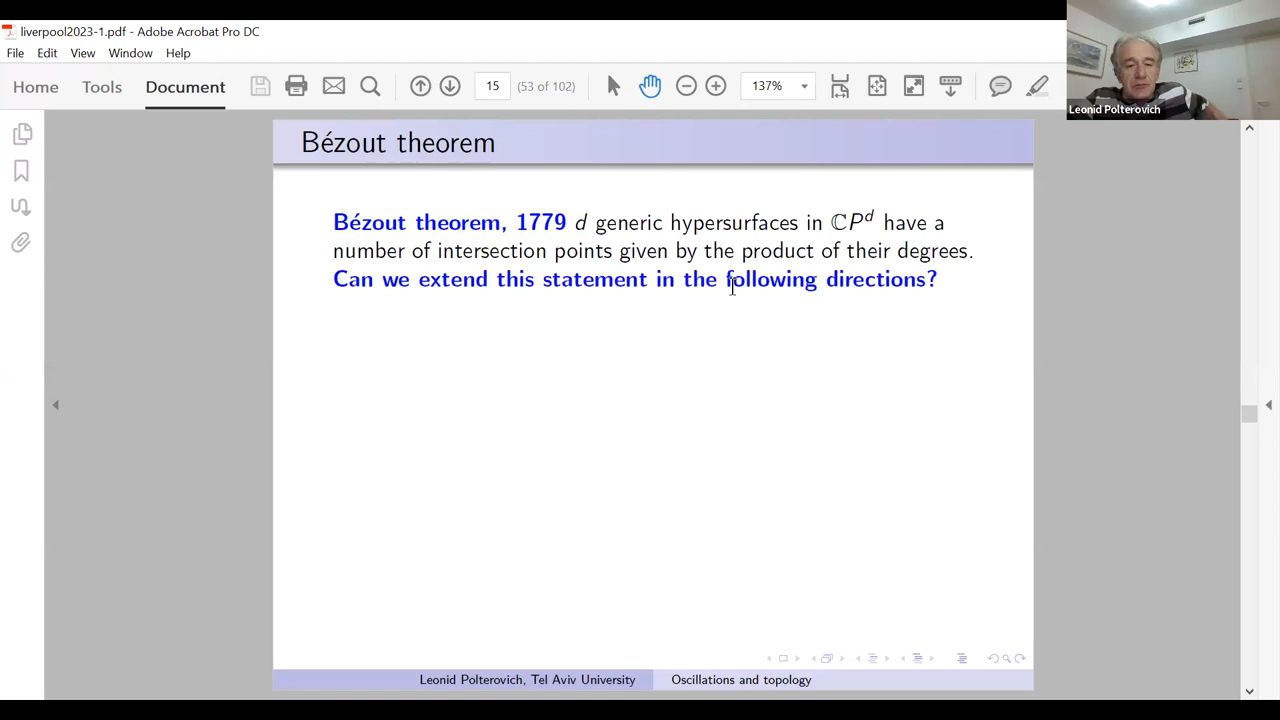 liverpool2023-1.pdf - Adobe Acrobat Pro DC
File Edit View Window Help
Home Tools Document 15 (53 of 102) 137%
Leonid Polterovich
Bézout theorem
Bézout theorem, 1779 d generic hypersurfaces in ℂP^d have a
number of intersection points given by the product of their degrees.
Can we extend this statement in the following directions?
Leonid Polterovich, Tel Aviv University Oscillations and topology